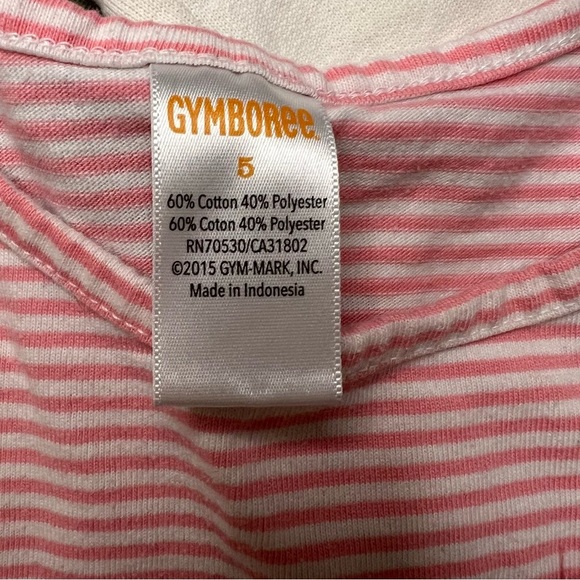 GYMBOREE
5
60% Cotton 40% Polyester
60% Coton 40% Polyester
RN70530/CA31802
©2015 GYM-MARK, INC.
Made in Indonesia